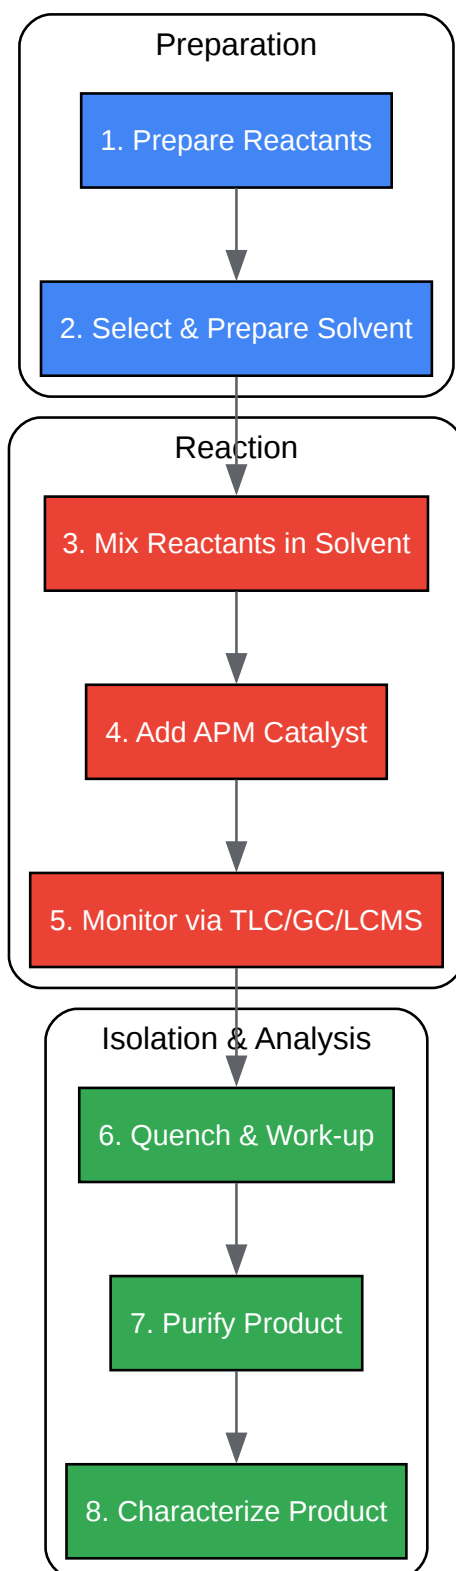 Preparation
1. Prepare Reactants
2. Select & Prepare Solvent
Reaction
3. Mix Reactants in Solvent
4. Add APM Catalyst
5. Monitor via TLC/GC/LCMS
Isolation & Analysis
6. Quench & Work-up
7. Purify Product
8. Characterize Product